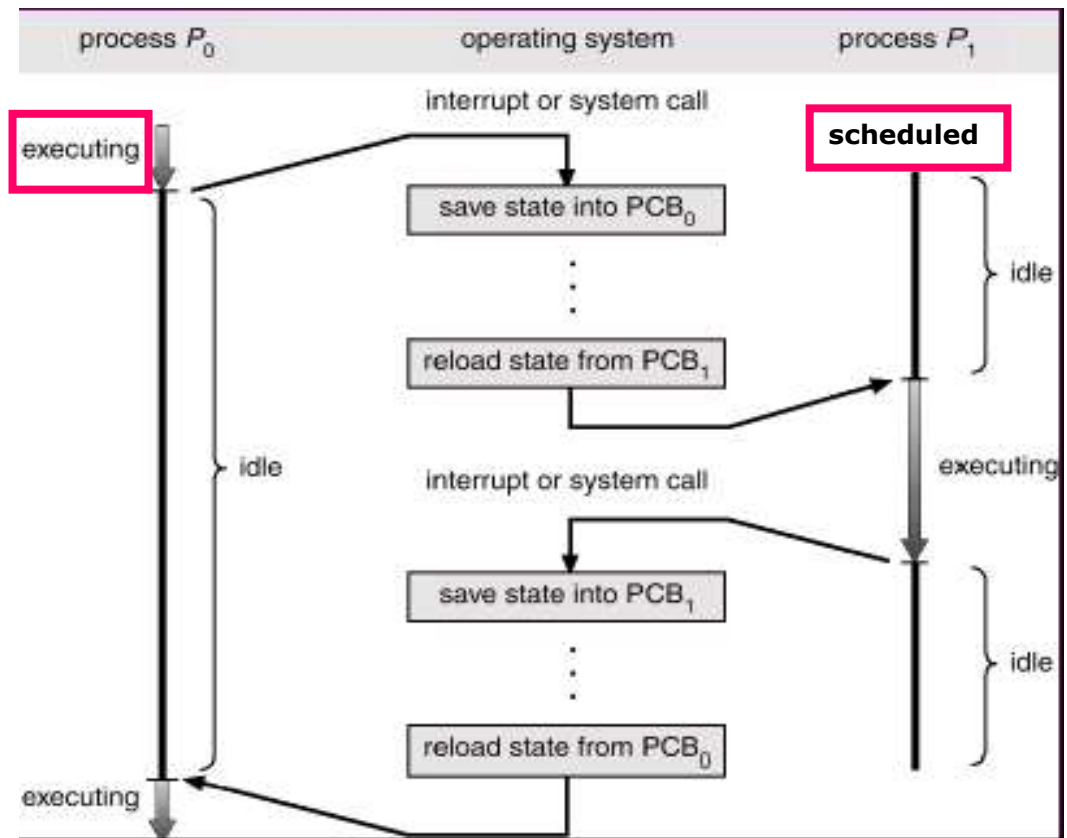 process P₀ operating system process P₁
interrupt or system call
scheduled
executing
save state into PCB₀
idle
reload state from PCB₁
idle
executing
interrupt or system call
save state into PCB₁
idle
reload state from PCB₀
executing